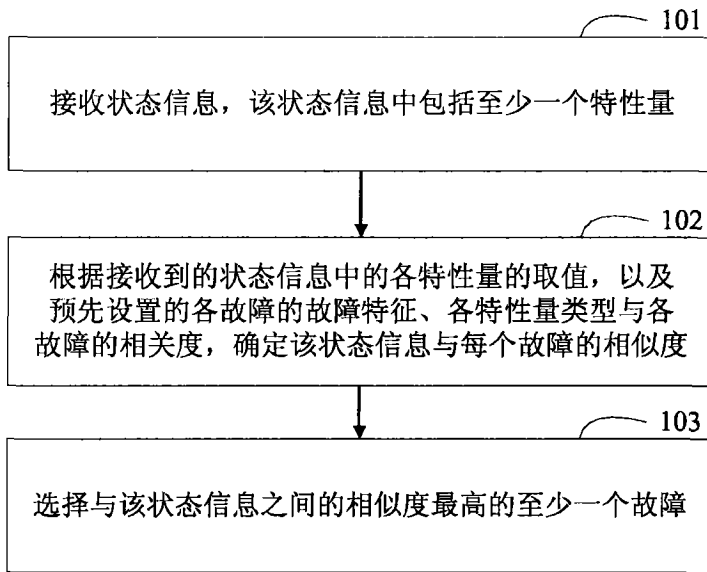 101
接收状态信息，该状态信息中包括至少一个特性量
102
根据接收到的状态信息中的各特性量的取值，以及
预先设置的各故障的故障特征、各特性量类型与各
故障的相关度，确定该状态信息与每个故障的相似度
103
选择与该状态信息之间的相似度最高的至少一个故障